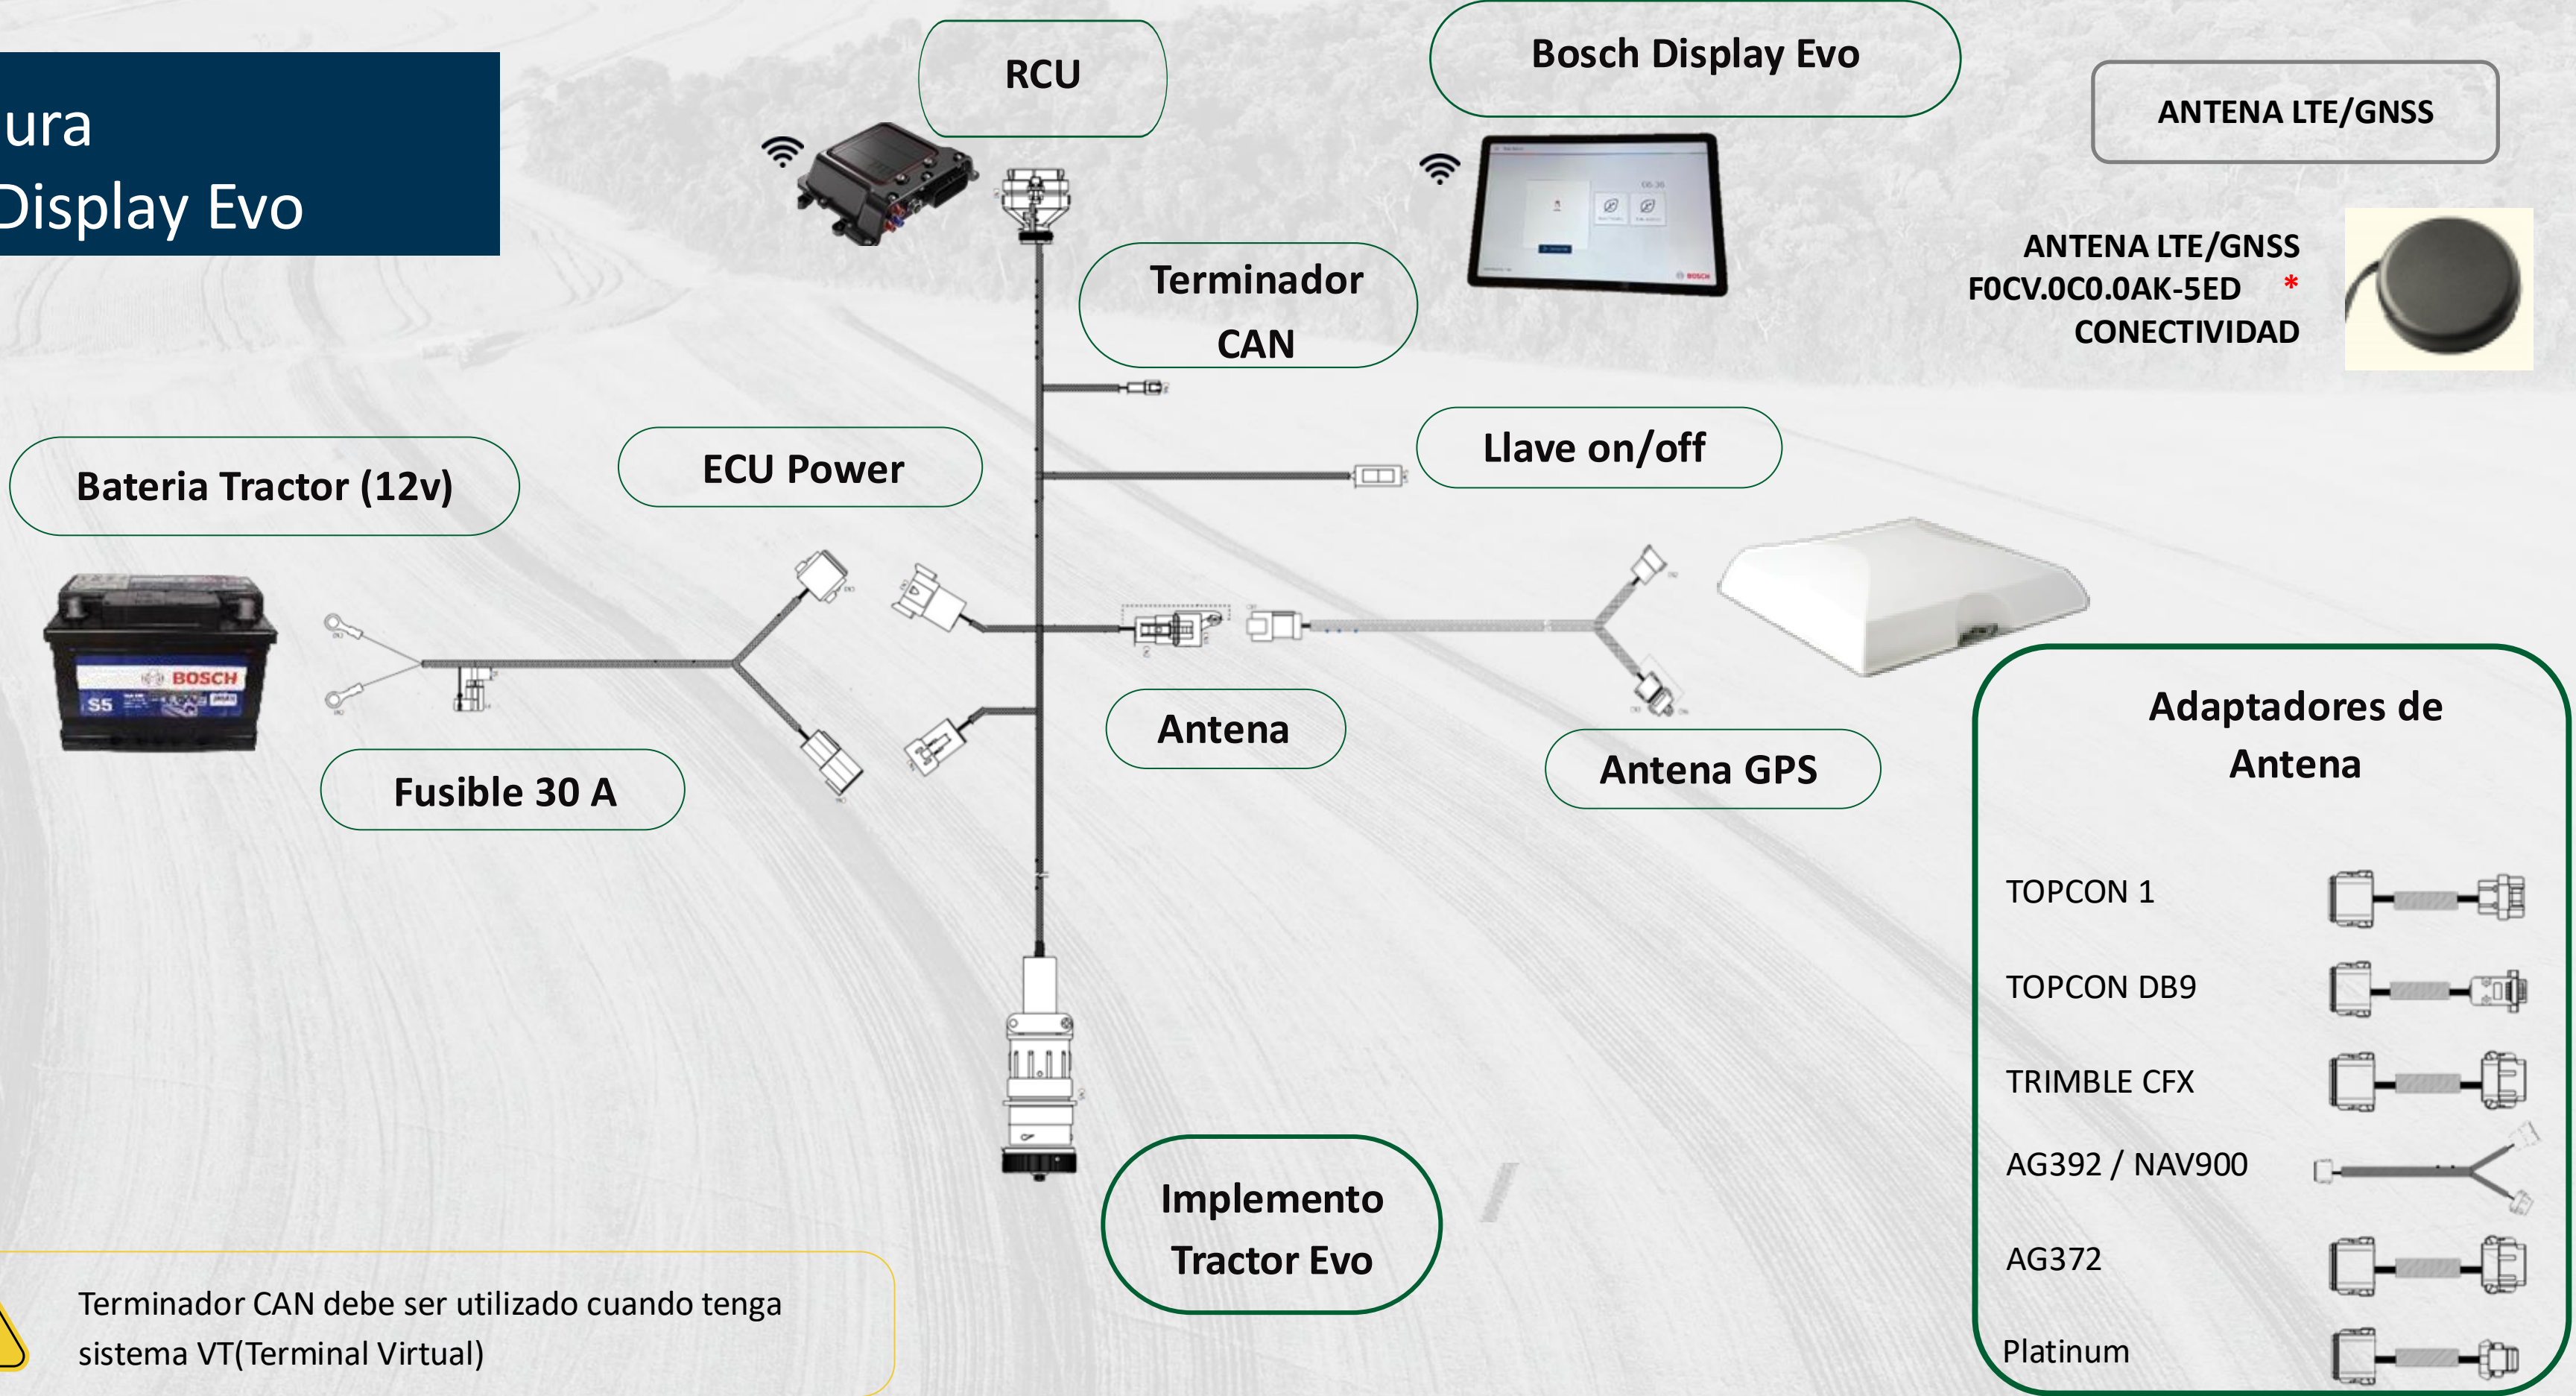 ura
Display Evo
RCU
Bosch Display Evo
ANTENA LTE/GNSS
ANTENA LTE/GNSS
F0CV.0C0.0AK-5ED *
CONECTIVIDAD
06:36
BOSCH
Terminador
CAN
Llave on/off
ECU Power
Bateria Tractor (12v)
BOSCH
S5
Fusible 30 A
Antena
Antena GPS
Adaptadores de
Antena
TOPCON 1
TOPCON DB9
TRIMBLE CFX
AG392 / NAV900
AG372
Platinum
Implemento
Tractor Evo
Terminador CAN debe ser utilizado cuando tenga
sistema VT(Terminal Virtual)